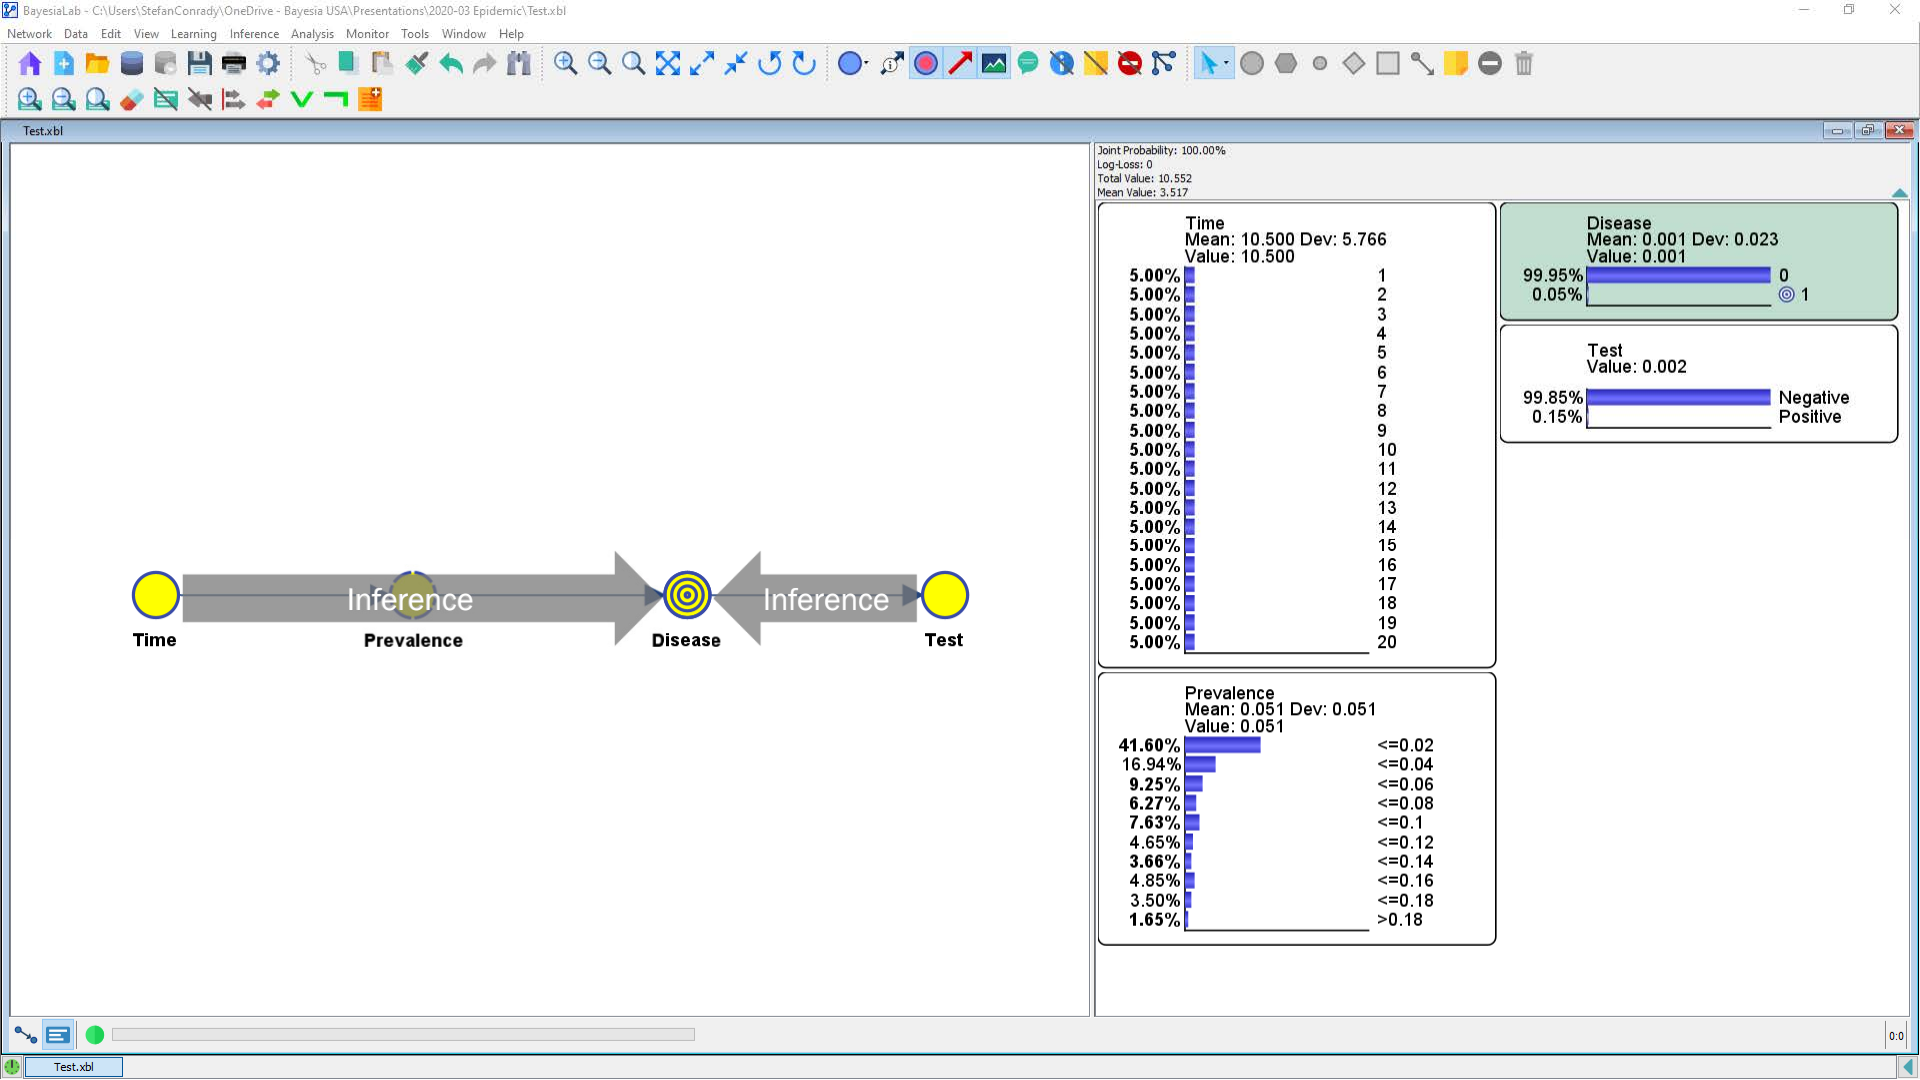 BayesiaLab - C:\Users\StefanConrady\OneDrive - Bayesia USA\Presentations\2020-03 Epidemic\Test.xbl
Network Data Edit View Learning Inference Analysis Monitor Tools Window Help
Test.xbl
Joint Probability: 100.00%
Log-Loss: 0
Total Value: 10.552
Mean Value: 3.517
Time
Mean: 10.500 Dev: 5.766
Value: 10.500
5.00% 1
5.00% 2
5.00% 3
5.00% 4
5.00% 5
5.00% 6
5.00% 7
5.00% 8
5.00% 9
5.00% 10
5.00% 11
5.00% 12
5.00% 13
5.00% 14
5.00% 15
5.00% 16
5.00% 17
5.00% 18
5.00% 19
5.00% 20
Prevalence
Mean: 0.051 Dev: 0.051
Value: 0.051
41.60% <=0.02
16.94% <=0.04
9.25% <=0.06
6.27% <=0.08
7.63% <=0.1
4.65% <=0.12
3.66% <=0.14
4.85% <=0.16
3.50% <=0.18
1.65% >0.18
Disease
Mean: 0.001 Dev: 0.023
Value: 0.001
99.95% 0
0.05% 1
Test
Value: 0.002
99.85% Negative
0.15% Positive
Inference Inference
Time Prevalence Disease Test
0:0
Test.xbl